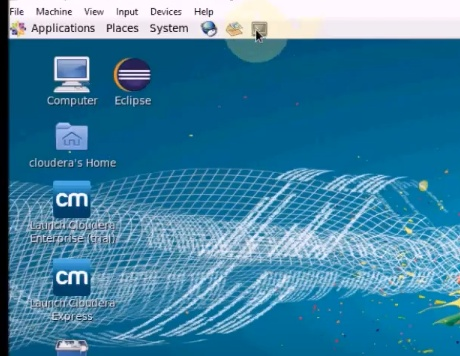 File Machine View Input Devices Help
Applications Places System
Computer Eclipse
cloudera's Home
cm
Launch Cloudera
Enterprise (trial)
cm
Launch Cloudera
Express